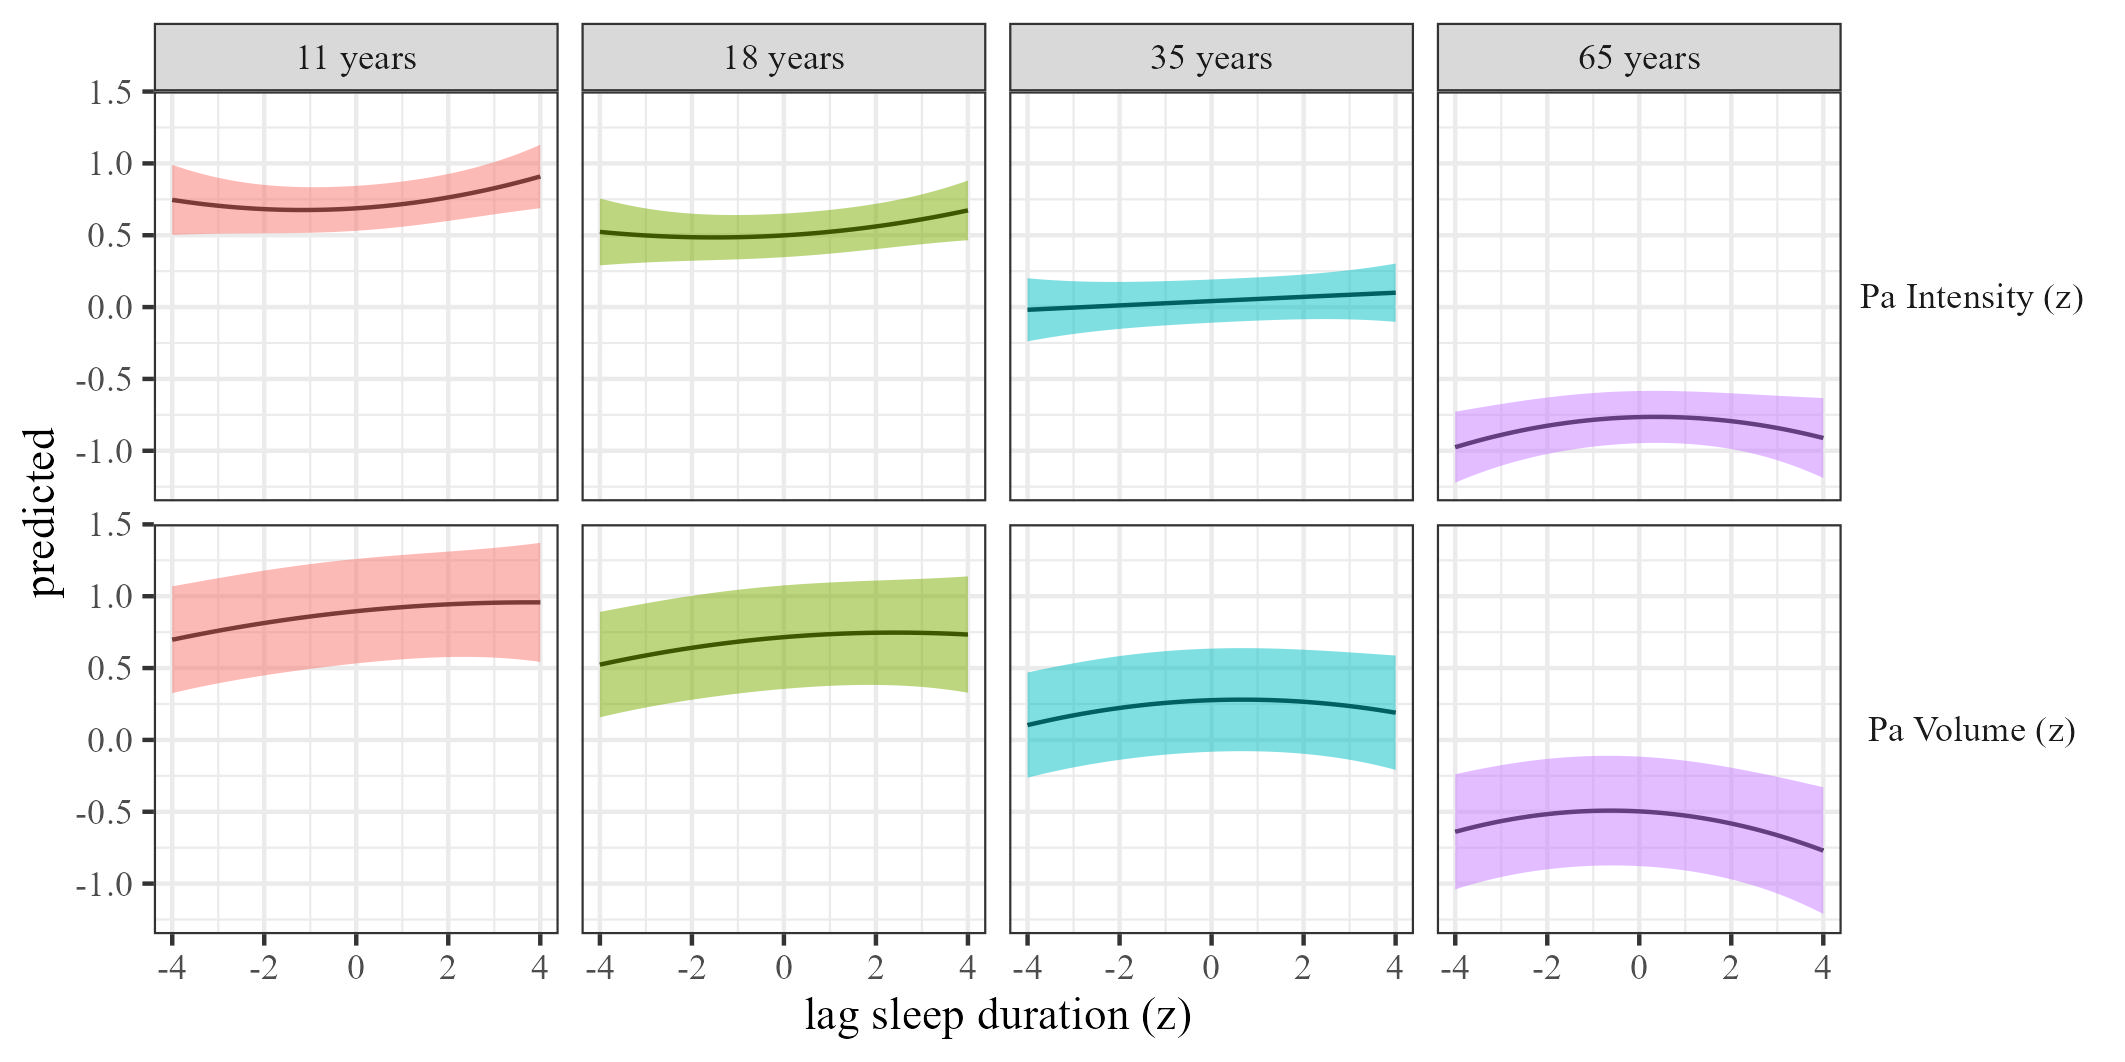 11 years 18 years 35 years 65 years
1.5
1.0
0.5
0.0
-0.5
-1.0
Pa Intensity (z)
predicted
1.5
1.0
0.5
0.0
-0.5
-1.0
Pa Volume (z)
-4 -2 0 2 4 -4 -2 0 2 4 -4 -2 0 2 4 -4 -2 0 2 4
lag sleep duration (z)